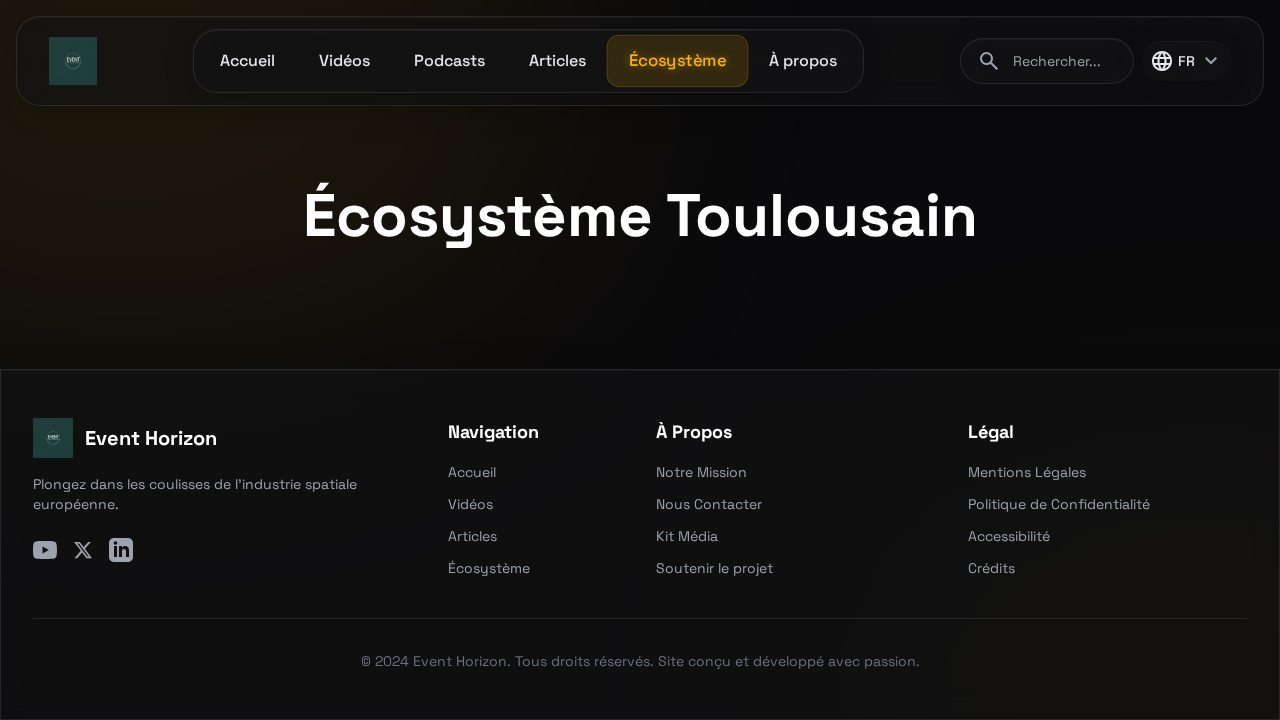 EVENT
Accueil
Vidéos
Podcasts
Articles
Écosystème
À propos
Rechercher...
FR
Écosystème Toulousain
Event Horizon
Plongez dans les coulisses de l'industrie spatiale
européenne.
Navigation
Accueil
Vidéos
Articles
Écosystème
À Propos
Notre Mission
Nous Contacter
Kit Média
Soutenir le projet
Légal
Mentions Légales
Politique de Confidentialité
Accessibilité
Crédits
© 2024 Event Horizon. Tous droits réservés. Site conçu et développé avec passion.